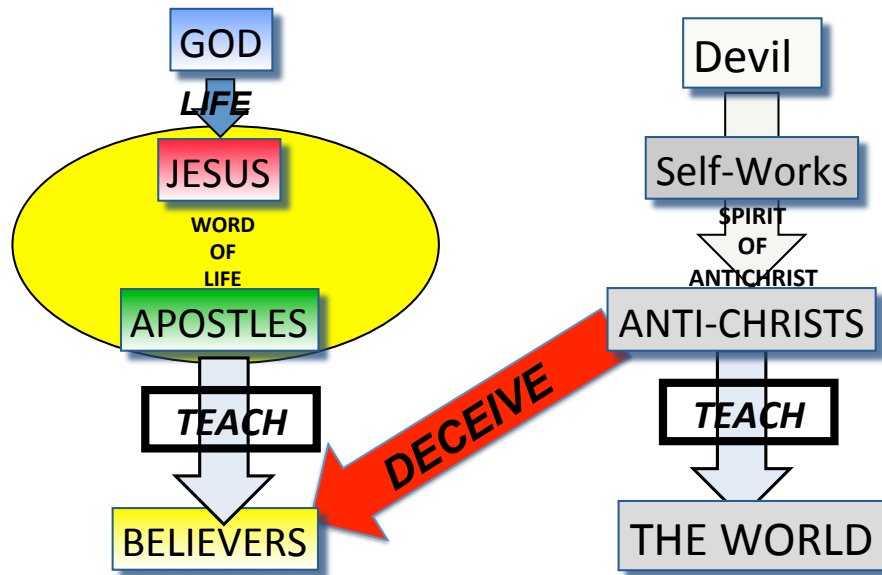 GOD
LIFE
JESUS
WORD
OF
LIFE
APOSTLES
TEACH
BELIEVERS
DECEIVE
Devil
Self-Works
SPIRIT
OF
ANTICHRIST
ANTI-CHRISTS
TEACH
THE WORLD